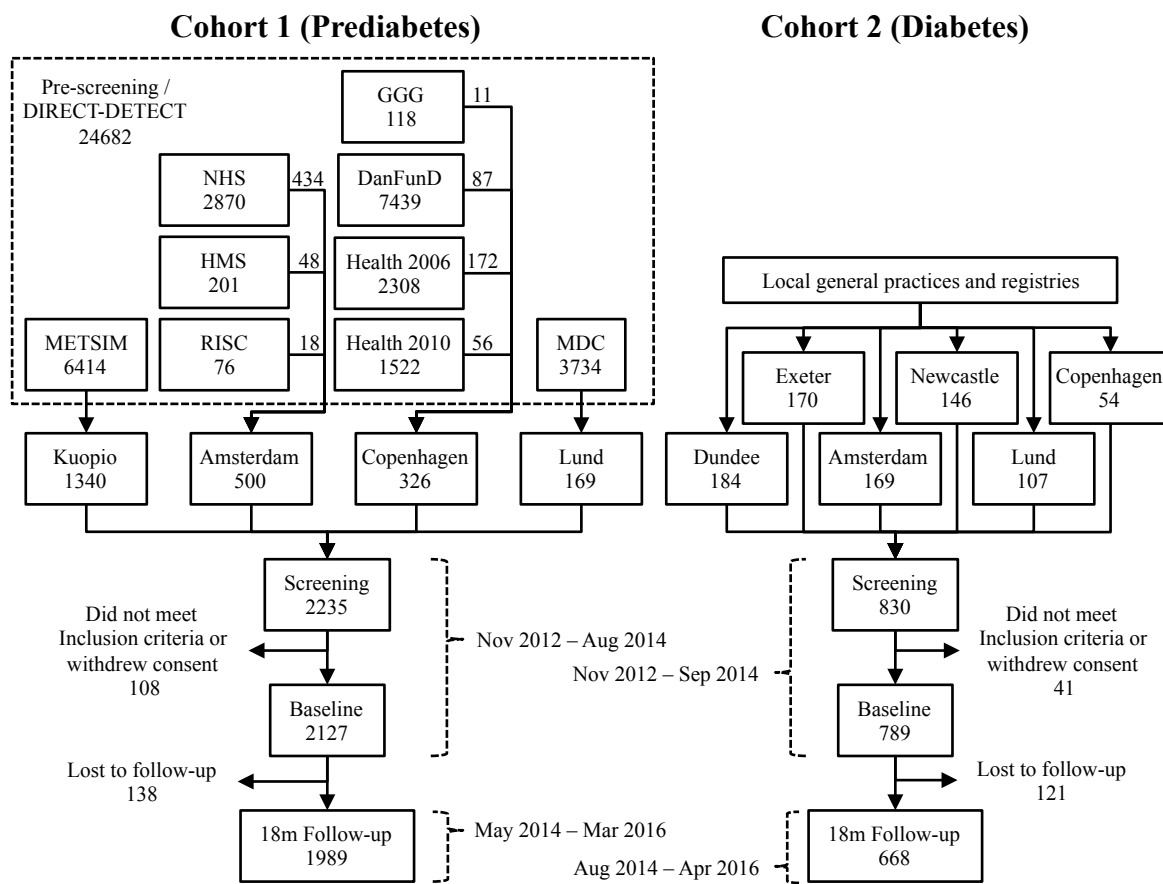 Cohort 1 (Prediabetes)
Cohort 2 (Diabetes)
Pre-screening /
DIRECT-DETECT
24682
GGG
118
11
NHS
2870
434
DanFunD
7439
87
HMS
201
48
Health 2006
2308
172
METSIM
6414
RISC
76
18
Health 2010
1522
56
MDC
3734
Kuopio
1340
Amsterdam
500
Copenhagen
326
Lund
169
Screening
2235
Did not meet
Inclusion criteria or
withdrew consent
108
Baseline
2127
Lost to follow-up
138
18m Follow-up
1989
Nov 2012 – Aug 2014
May 2014 – Mar 2016
Local general practices and registries
Exeter
170
Newcastle
146
Copenhagen
54
Dundee
184
Amsterdam
169
Lund
107
Screening
830
Did not meet
Inclusion criteria or
withdrew consent
41
Nov 2012 – Sep 2014
Baseline
789
Lost to follow-up
121
18m Follow-up
668
Aug 2014 – Apr 2016